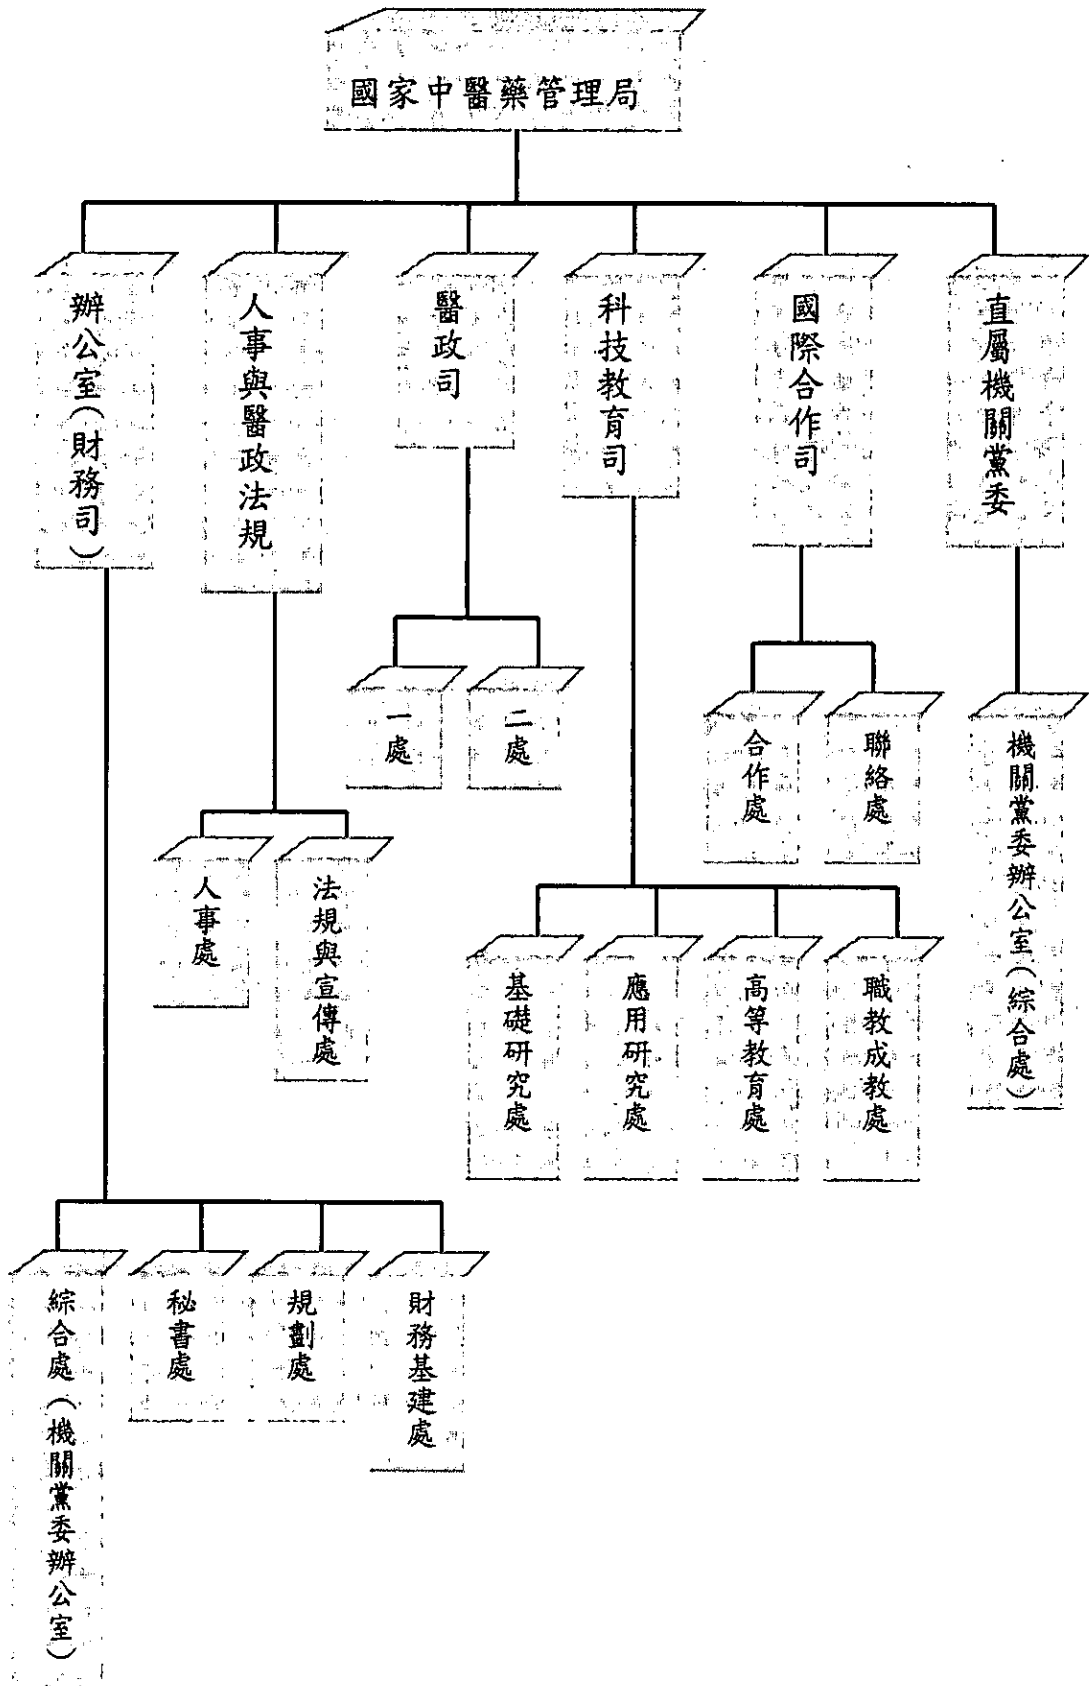 國家中醫藥管理局
辦公室(財務司)
人事與醫政法規
醫政司
科技教育司
國際合作司
直屬機關黨委
一處
二處
合作處
聯絡處
機關黨委辦公室(綜合處)
人事處
法規與宣傳處
基礎研究處
應用研究處
高等教育處
職教成教處
綜合處(機關黨委辦公室)
秘書處
規劃處
財務基建處